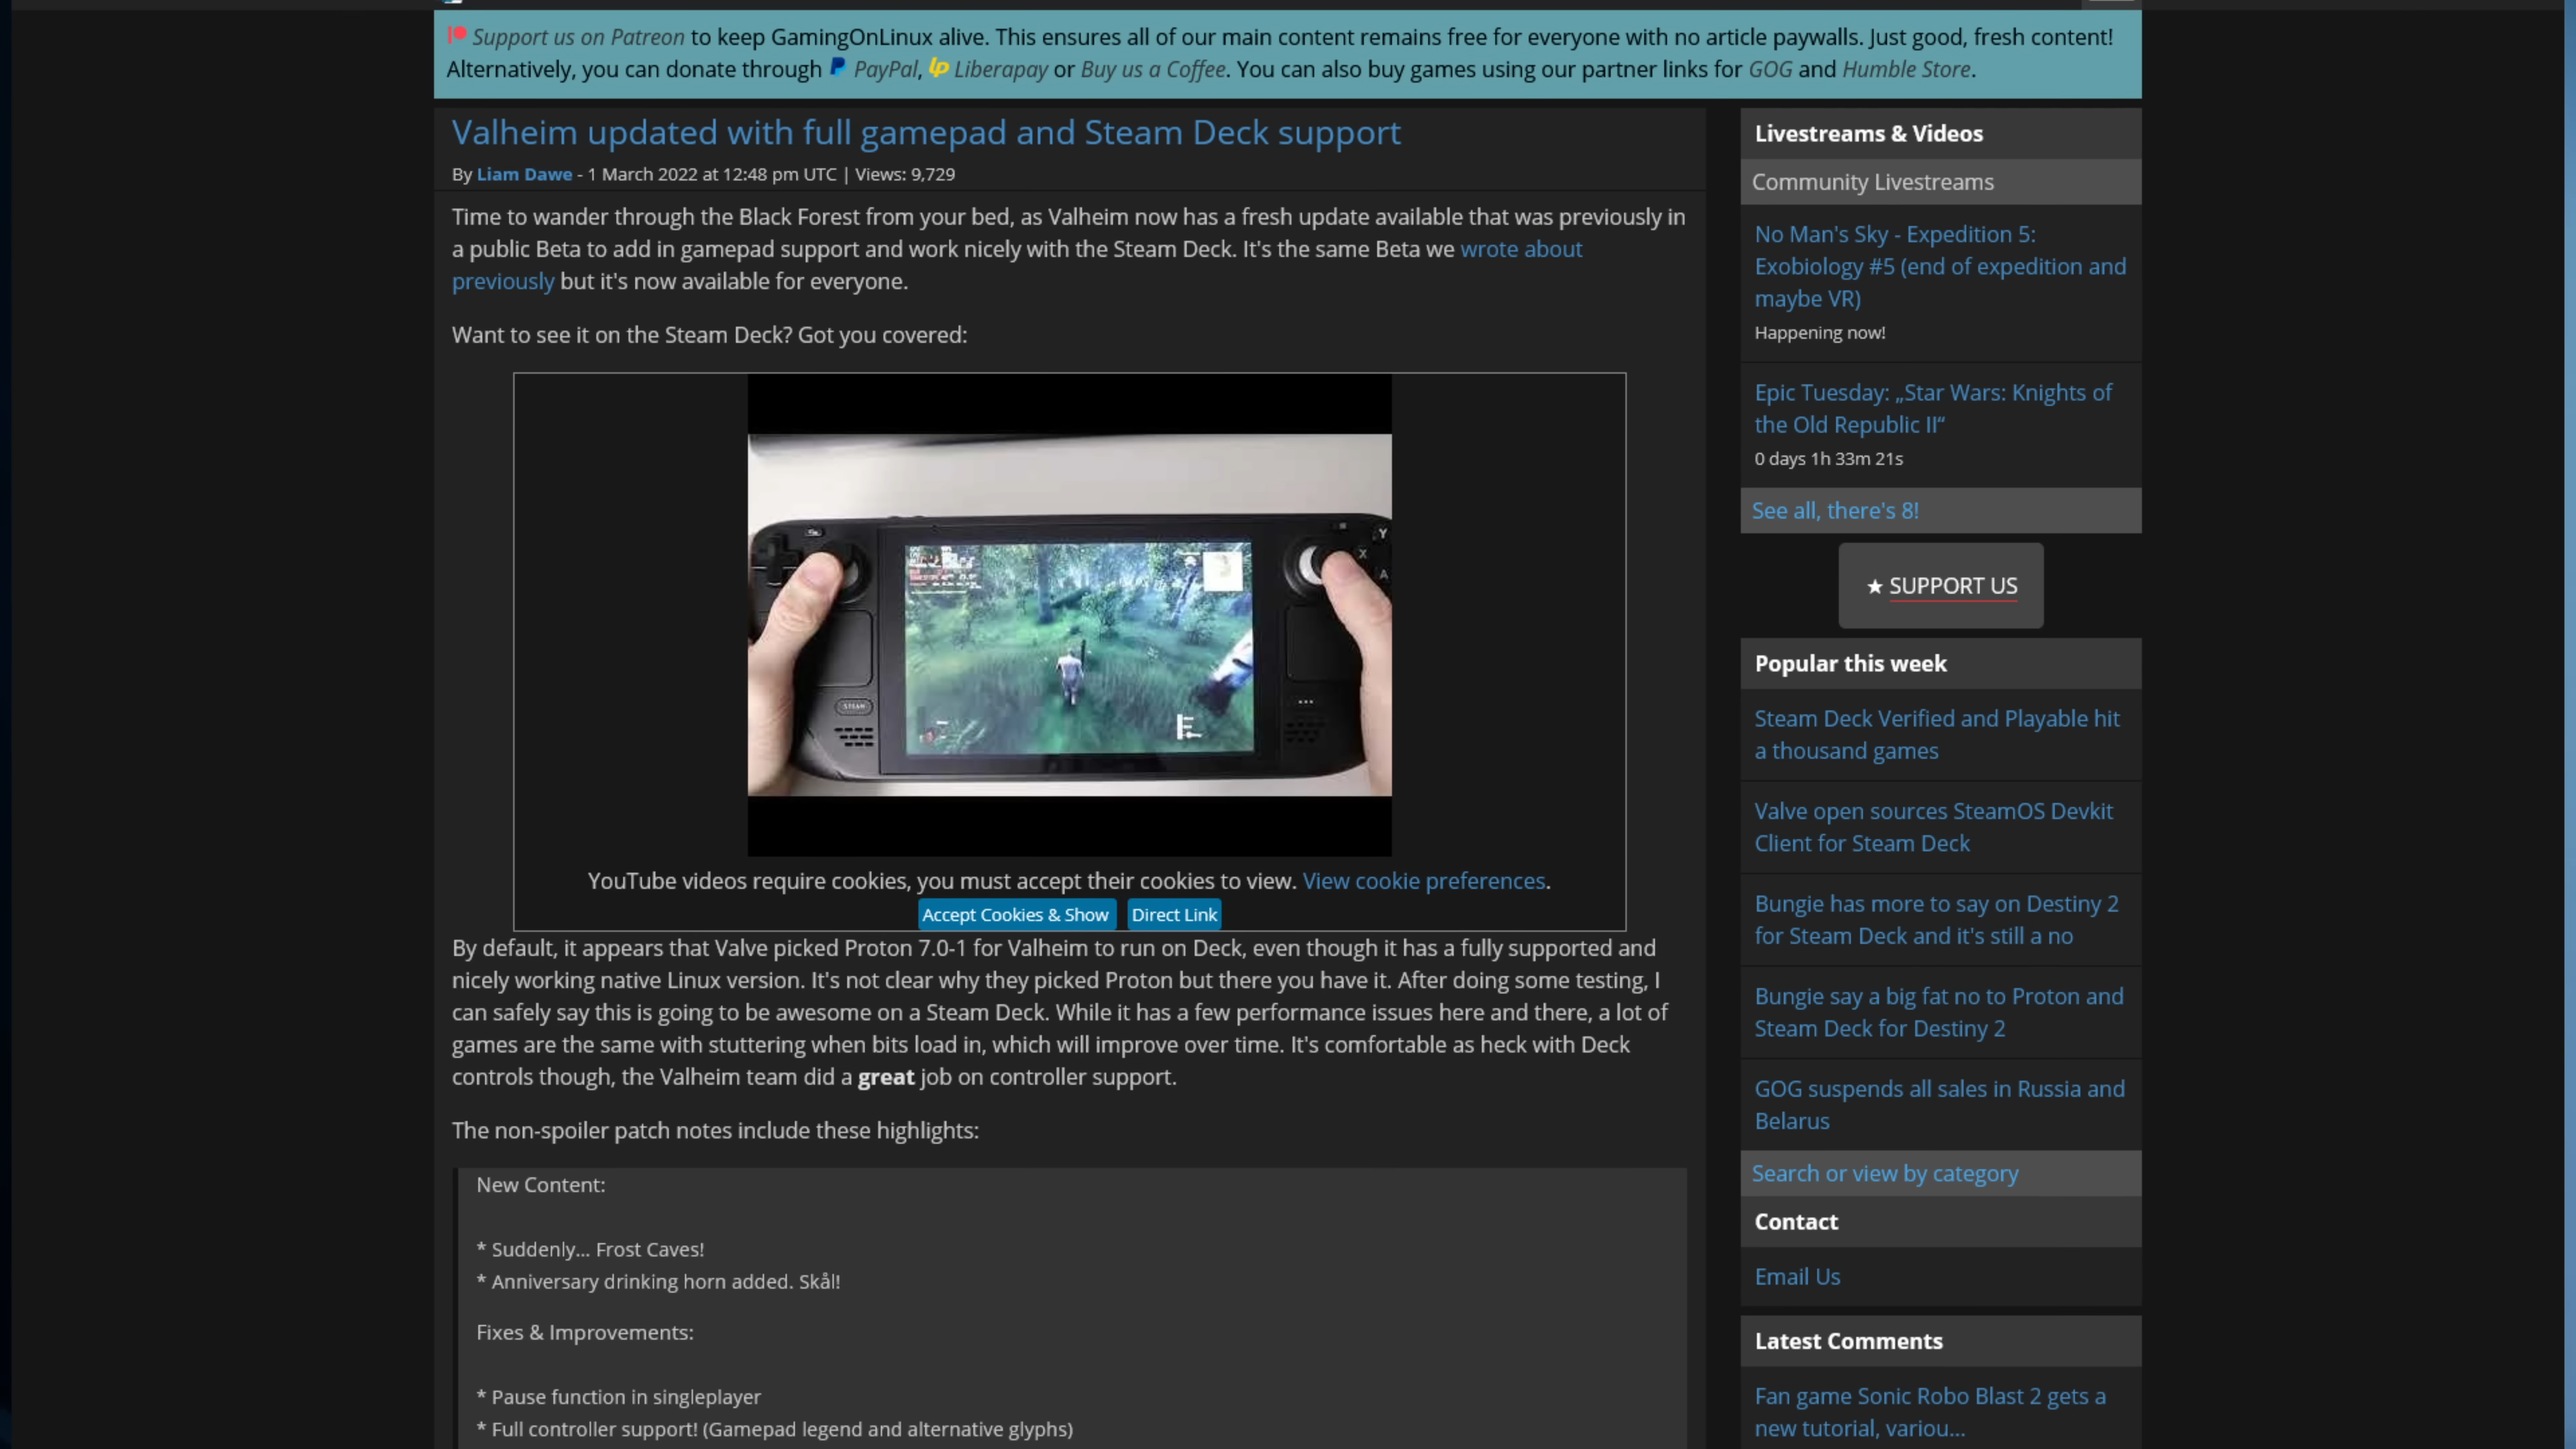 Support us on Patreon to keep GamingOnLinux alive. This ensures all of our main content remains free for everyone with no article paywalls. Just good, fresh content!
Alternatively, you can donate through PayPal, Liberapay or Buy us a Coffee. You can also buy games using our partner links for GOG and Humble Store.
Valheim updated with full gamepad and Steam Deck support
By Liam Dawe - 1 March 2022 at 12:48 pm UTC | Views: 9,729
Time to wander through the Black Forest from your bed, as Valheim now has a fresh update available that was previously in
a public Beta to add in gamepad support and work nicely with the Steam Deck. It's the same Beta we wrote about
previously but it's now available for everyone.
Want to see it on the Steam Deck? Got you covered:
Y
X
A
STEAM
YouTube videos require cookies, you must accept their cookies to view. View cookie preferences.
Accept Cookies & Show Direct Link
By default, it appears that Valve picked Proton 7.0-1 for Valheim to run on Deck, even though it has a fully supported and
nicely working native Linux version. It's not clear why they picked Proton but there you have it. After doing some testing, I
can safely say this is going to be awesome on a Steam Deck. While it has a few performance issues here and there, a lot of
games are the same with stuttering when bits load in, which will improve over time. It's comfortable as heck with Deck
controls though, the Valheim team did a great job on controller support.
The non-spoiler patch notes include these highlights:
New Content:
* Suddenly... Frost Caves!
* Anniversary drinking horn added. Skål!
Fixes & Improvements:
* Pause function in singleplayer
* Full controller support! (Gamepad legend and alternative glyphs)
Livestreams & Videos
Community Livestreams
No Man's Sky - Expedition 5:
Exobiology #5 (end of expedition and
maybe VR)
Happening now!
Epic Tuesday: „Star Wars: Knights of
the Old Republic II“
0 days 1h 33m 21s
See all, there's 8!
★ SUPPORT US
Popular this week
Steam Deck Verified and Playable hit
a thousand games
Valve open sources SteamOS Devkit
Client for Steam Deck
Bungie has more to say on Destiny 2
for Steam Deck and it's still a no
Bungie say a big fat no to Proton and
Steam Deck for Destiny 2
GOG suspends all sales in Russia and
Belarus
Search or view by category
Contact
Email Us
Latest Comments
Fan game Sonic Robo Blast 2 gets a
new tutorial, variou...